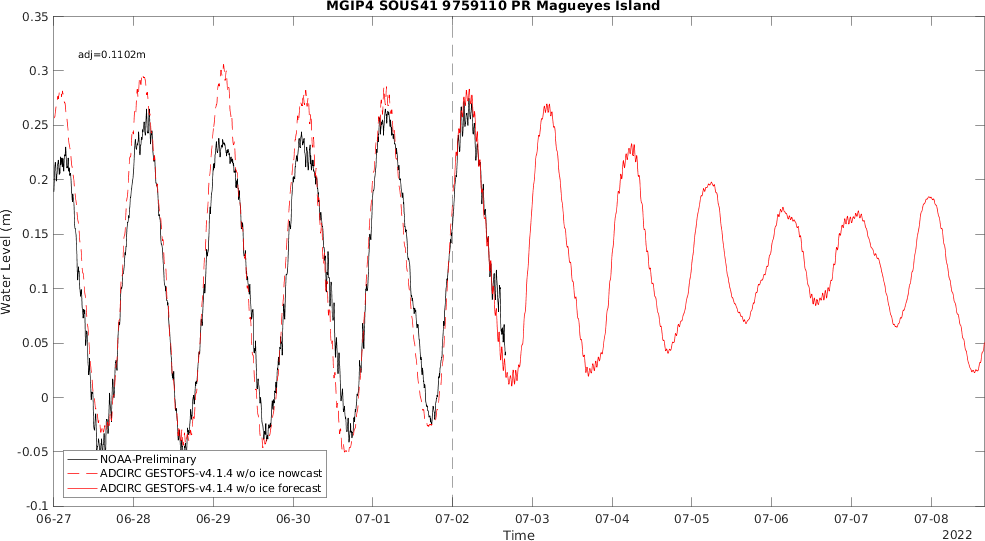 MGIP4 SOUS41 9759110 PR Magueyes Island
adj=0.1102m
0.35
0.3
0.25
0.2
0.15
0.1
0.05
0
-0.05
-0.1
Water Level (m)
NOAA-Preliminary
ADCIRC GESTOFS-v4.1.4 w/o ice nowcast
ADCIRC GESTOFS-v4.1.4 w/o ice forecast
06-27 06-28 06-29 06-30 07-01 07-02 07-03 07-04 07-05 07-06 07-07 07-08
Time
2022